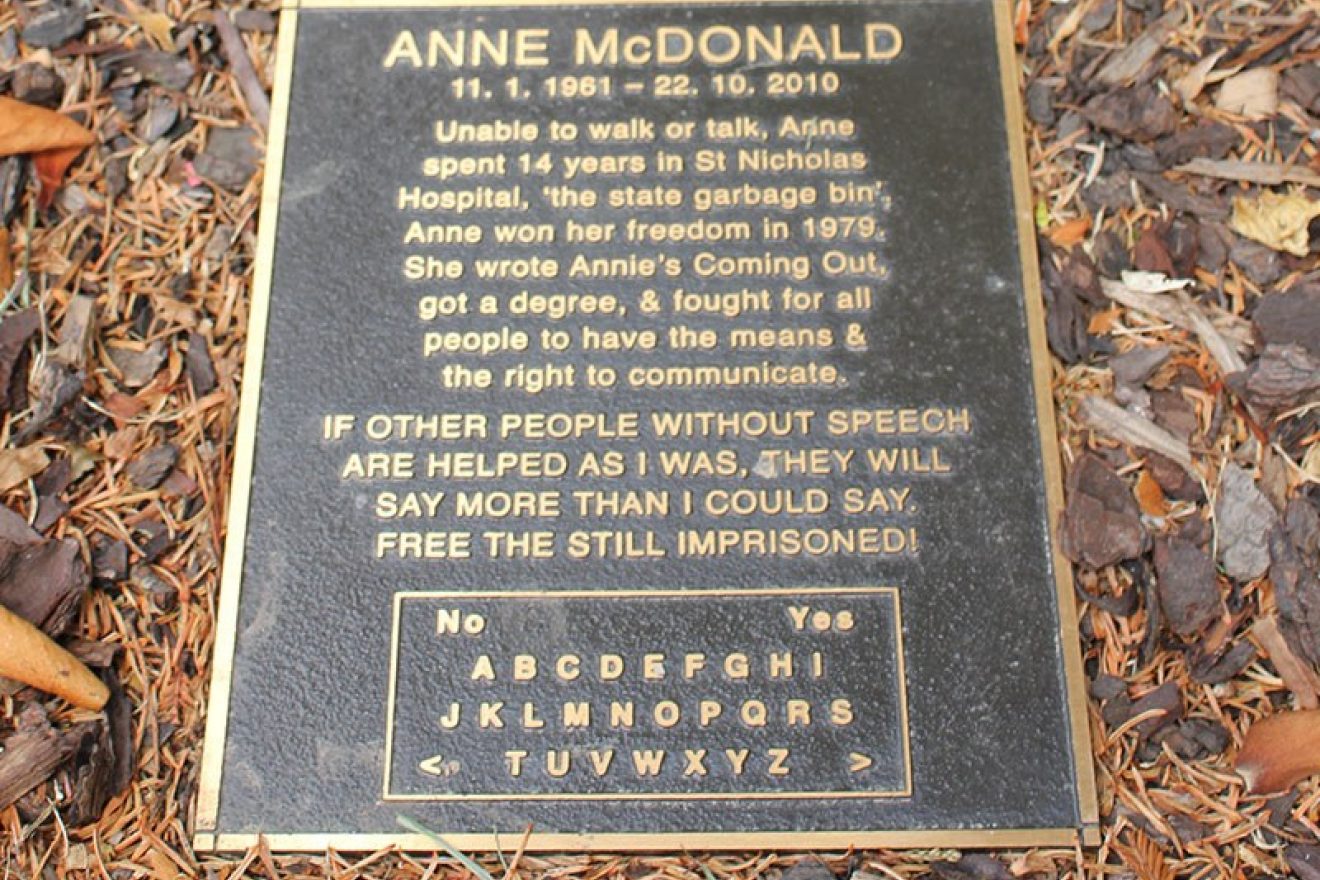 ANNE McDONALD
11. 1. 1961 – 22. 10. 2010
Unable to walk or talk, Anne
spent 14 years in St Nicholas
Hospital, 'the state garbage bin'.
Anne won her freedom in 1979.
She wrote Annie's Coming Out,
got a degree, & fought for all
people to have the means &
the right to communicate.
IF OTHER PEOPLE WITHOUT SPEECH
ARE HELPED AS I WAS, THEY WILL
SAY MORE THAN I COULD SAY.
FREE THE STILL IMPRISONED!
No Yes
A B C D E F G H I
J K L M N O P Q R S
< T U V W X Y Z >